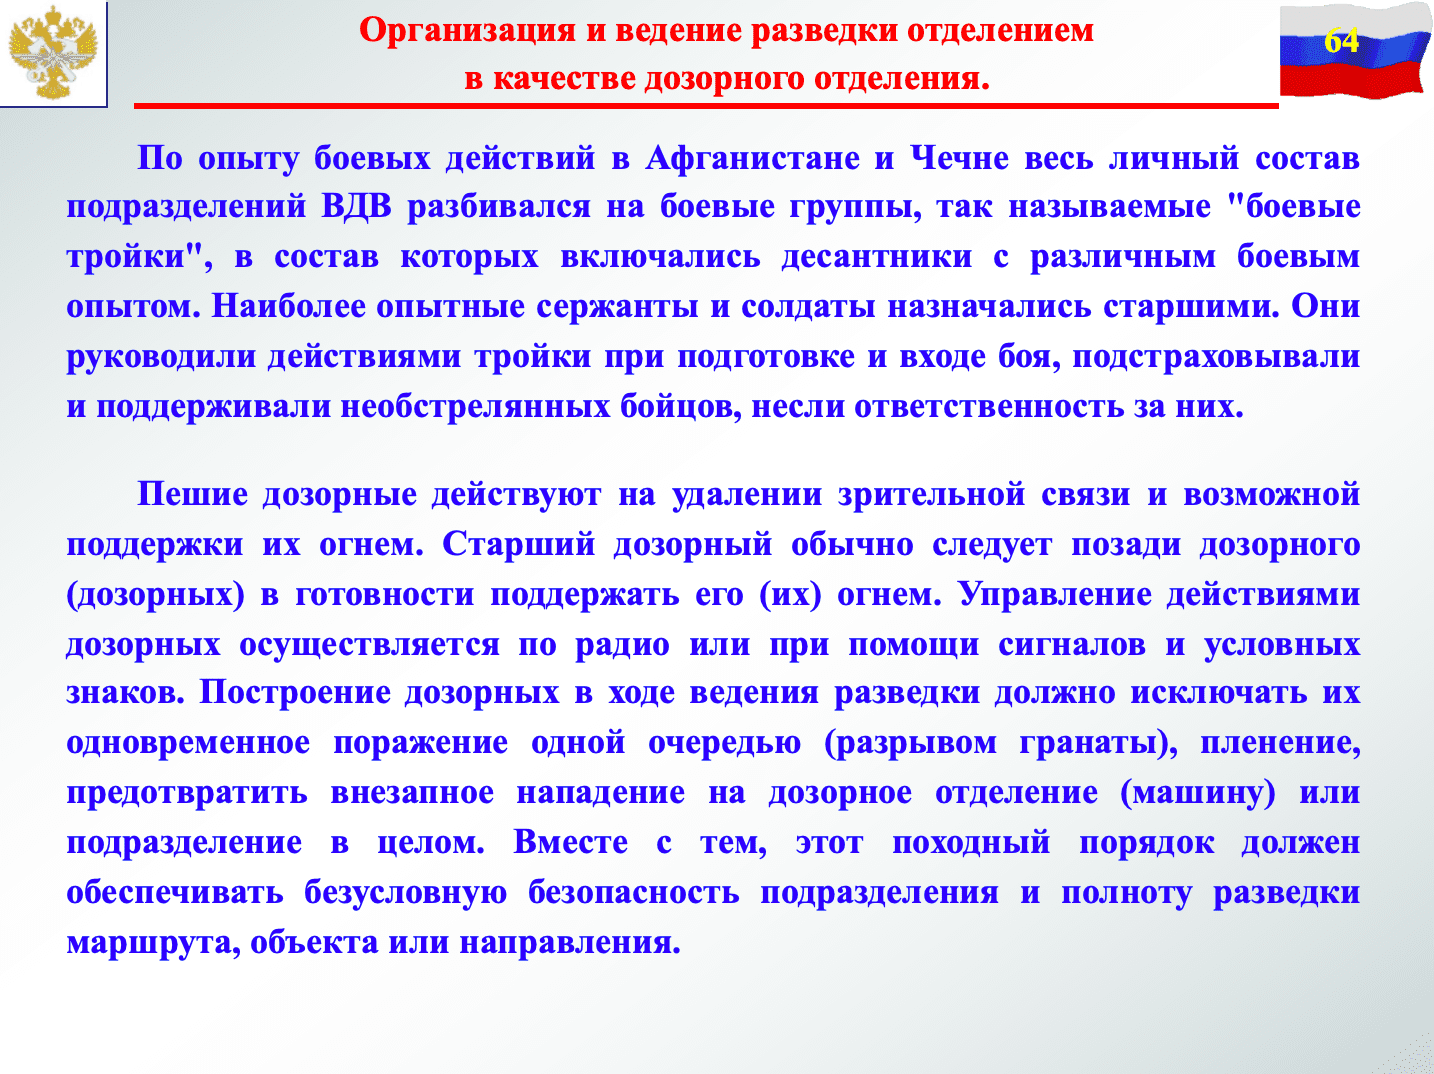 Организация и ведение разведки отделением
64
в качестве дозорного отделения.
По опыту боевых действий в Афганистане и Чечне весь личный состав
подразделений ВДВ разбивался на боевые группы, так называемые "боевые
тройки", в состав которых включались десантники с различным боевым
опытом. Наиболее опытные сержанты и солдаты назначались старшими. Они
руководили действиями тройки при подготовке и входе боя, подстраховывали
и поддерживали необстрелянных бойцов, несли ответственность за них.
Пешие дозорные действуют на удалении зрительной связи и возможной
поддержки их огнем. Старший дозорный обычно следует позади дозорного
(дозорных) в готовности поддержать его (их) огнем. Управление действиями
дозорных осуществляется по радио или при помощи сигналов и условных
знаков. Построение дозорных в ходе ведения разведки должно исключать их
одновременное поражение одной очередью (разрывом гранаты), пленение,
предотвратить внезапное нападение на дозорное отделение (машину) или
подразделение в целом. Вместе с тем, этот походный порядок должен
обеспечивать безусловную безопасность подразделения и полноту разведки
маршрута, объекта или направления.